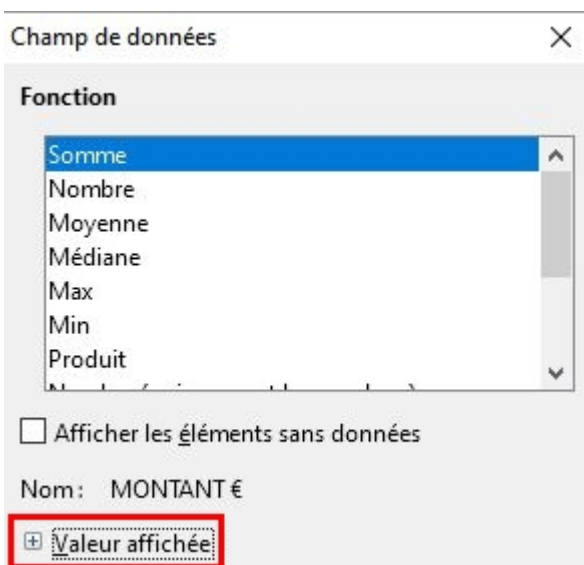 Champ de données
Fonction
Somme
Nombre
Moyenne
Médiane
Max
Min
Produit
Afficher les éléments sans données
Nom : MONTANT €
Valeur affichée